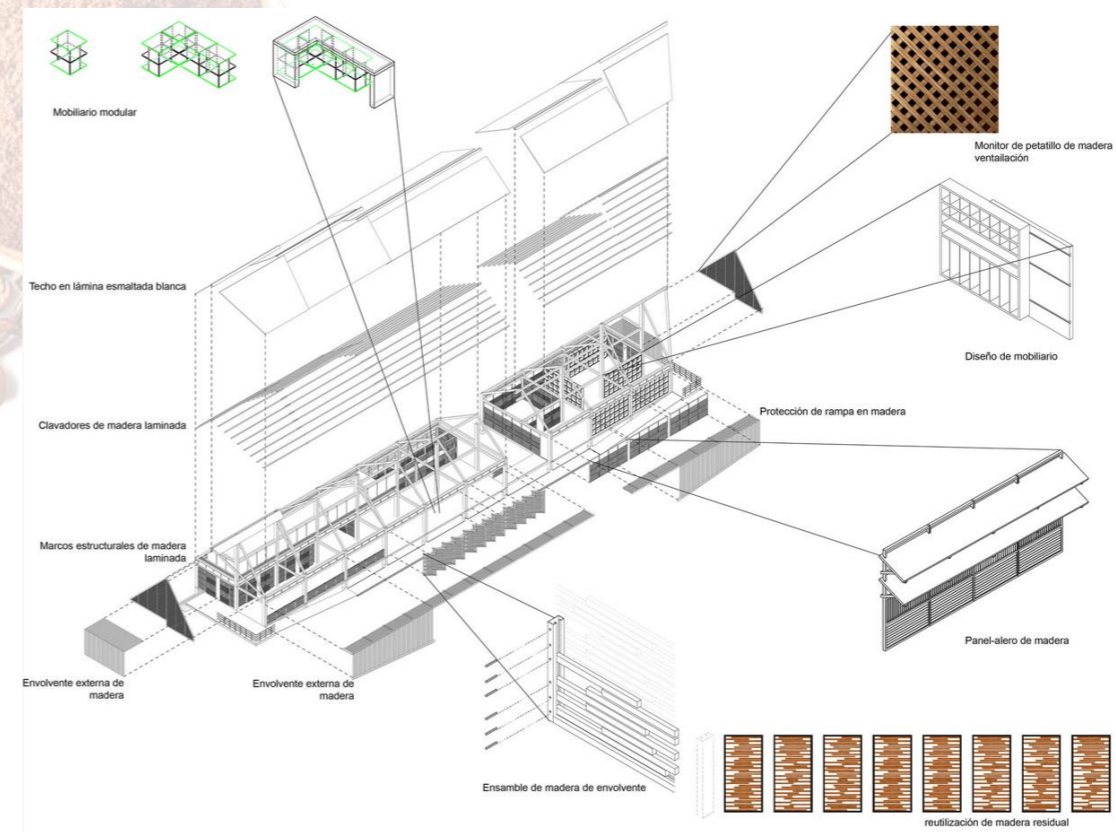 Mobiliario modular
Monitor de petatillo de madera
ventailación
Techo en lámina esmaltada blanca
Diseño de mobiliario
Clavadores de madera laminada
Protección de rampa en madera
Marcos estructurales de madera
laminada
Panel-alero de madera
Envolvente externa de
madera
Envolvente externa de
madera
Ensamble de madera de envolvente
reutilización de madera residual